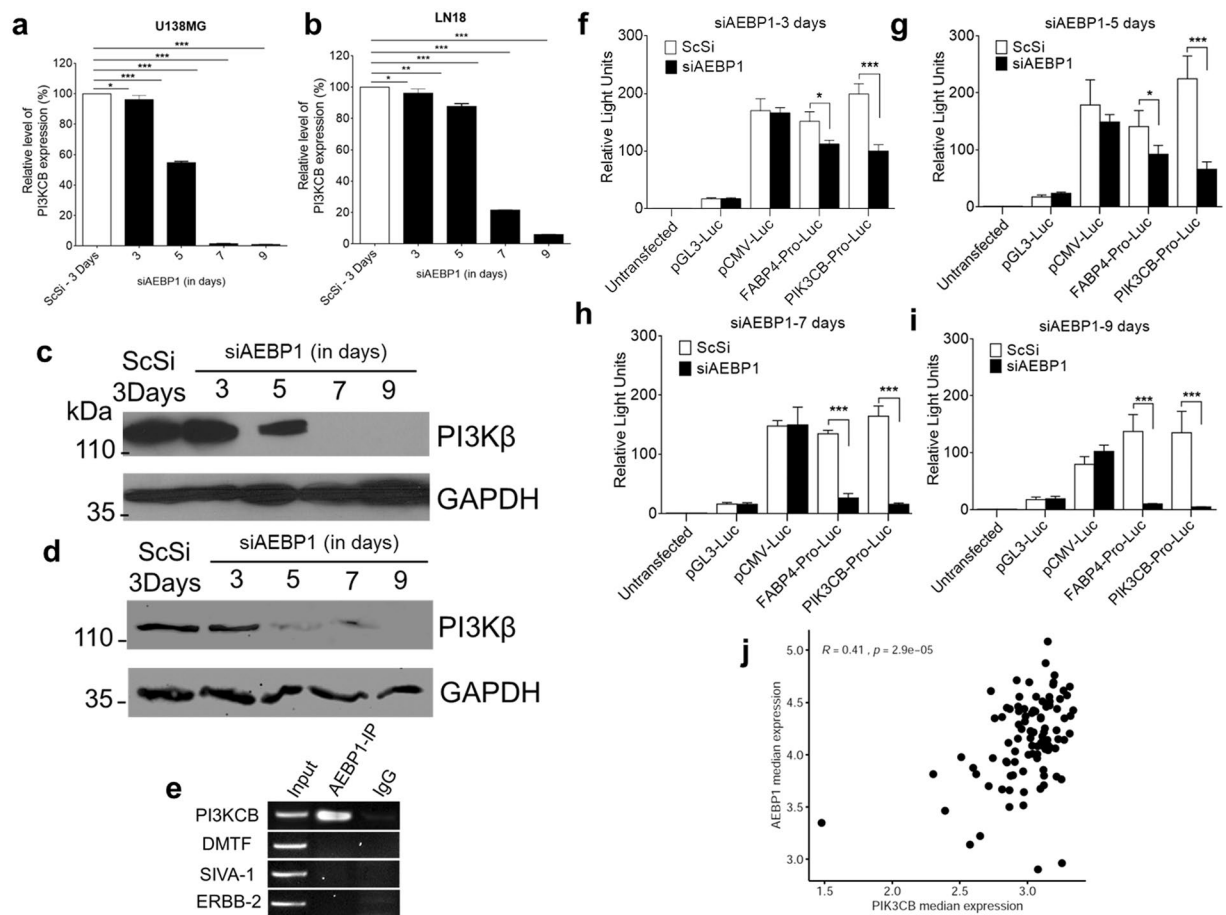 a
U138MG
***
***
***
***
*
Relative level of
PI3KCB expression (%)
120
100
80
60
40
20
0
ScSi - 3 Days
3
5
7
9
siAEBP1 (in days)
b
LN18
***
***
***
**
*
Relative level of
PI3KCB expression (%)
120
100
80
60
40
20
0
ScSi - 3 Days
3
5
7
9
siAEBP1 (in days)
c
ScSi
3Days
siAEBP1 (in days)
3 5 7 9
kDa
110
PI3Kβ
35
GAPDH
d
ScSi
3Days
siAEBP1 (in days)
3 5 7 9
110
PI3Kβ
35
GAPDH
e
Input
AEBP1-IP
IgG
PI3KCB
DMTF
SIVA-1
ERBB-2
f
siAEBP1-3 days
ScSi
siAEBP1
Relative Light Units
300
200
100
0
*
***
Untransfected
pGL3-Luc
pCMV-Luc
FABP4-Pro-Luc
PIK3CB-Pro-Luc
g
siAEBP1-5 days
Relative Light Units
300
200
100
0
*
***
Untransfected
pGL3-Luc
pCMV-Luc
FABP4-Pro-Luc
PIK3CB-Pro-Luc
h
siAEBP1-7 days
ScSi
siAEBP1
Relative Light Units
300
200
100
0
***
***
Untransfected
pGL3-Luc
pCMV-Luc
FABP4-Pro-Luc
PIK3CB-Pro-Luc
i
siAEBP1-9 days
ScSi
siAEBP1
Relative Light Units
300
200
100
0
***
***
Untransfected
pGL3-Luc
pCMV-Luc
FABP4-Pro-Luc
PIK3CB-Pro-Luc
j
R = 0.41 , p = 2.9e−05
AEBP1 median expression
5.0
4.5
4.0
3.5
3.0
1.5
2.0
2.5
3.0
PIK3CB median expression